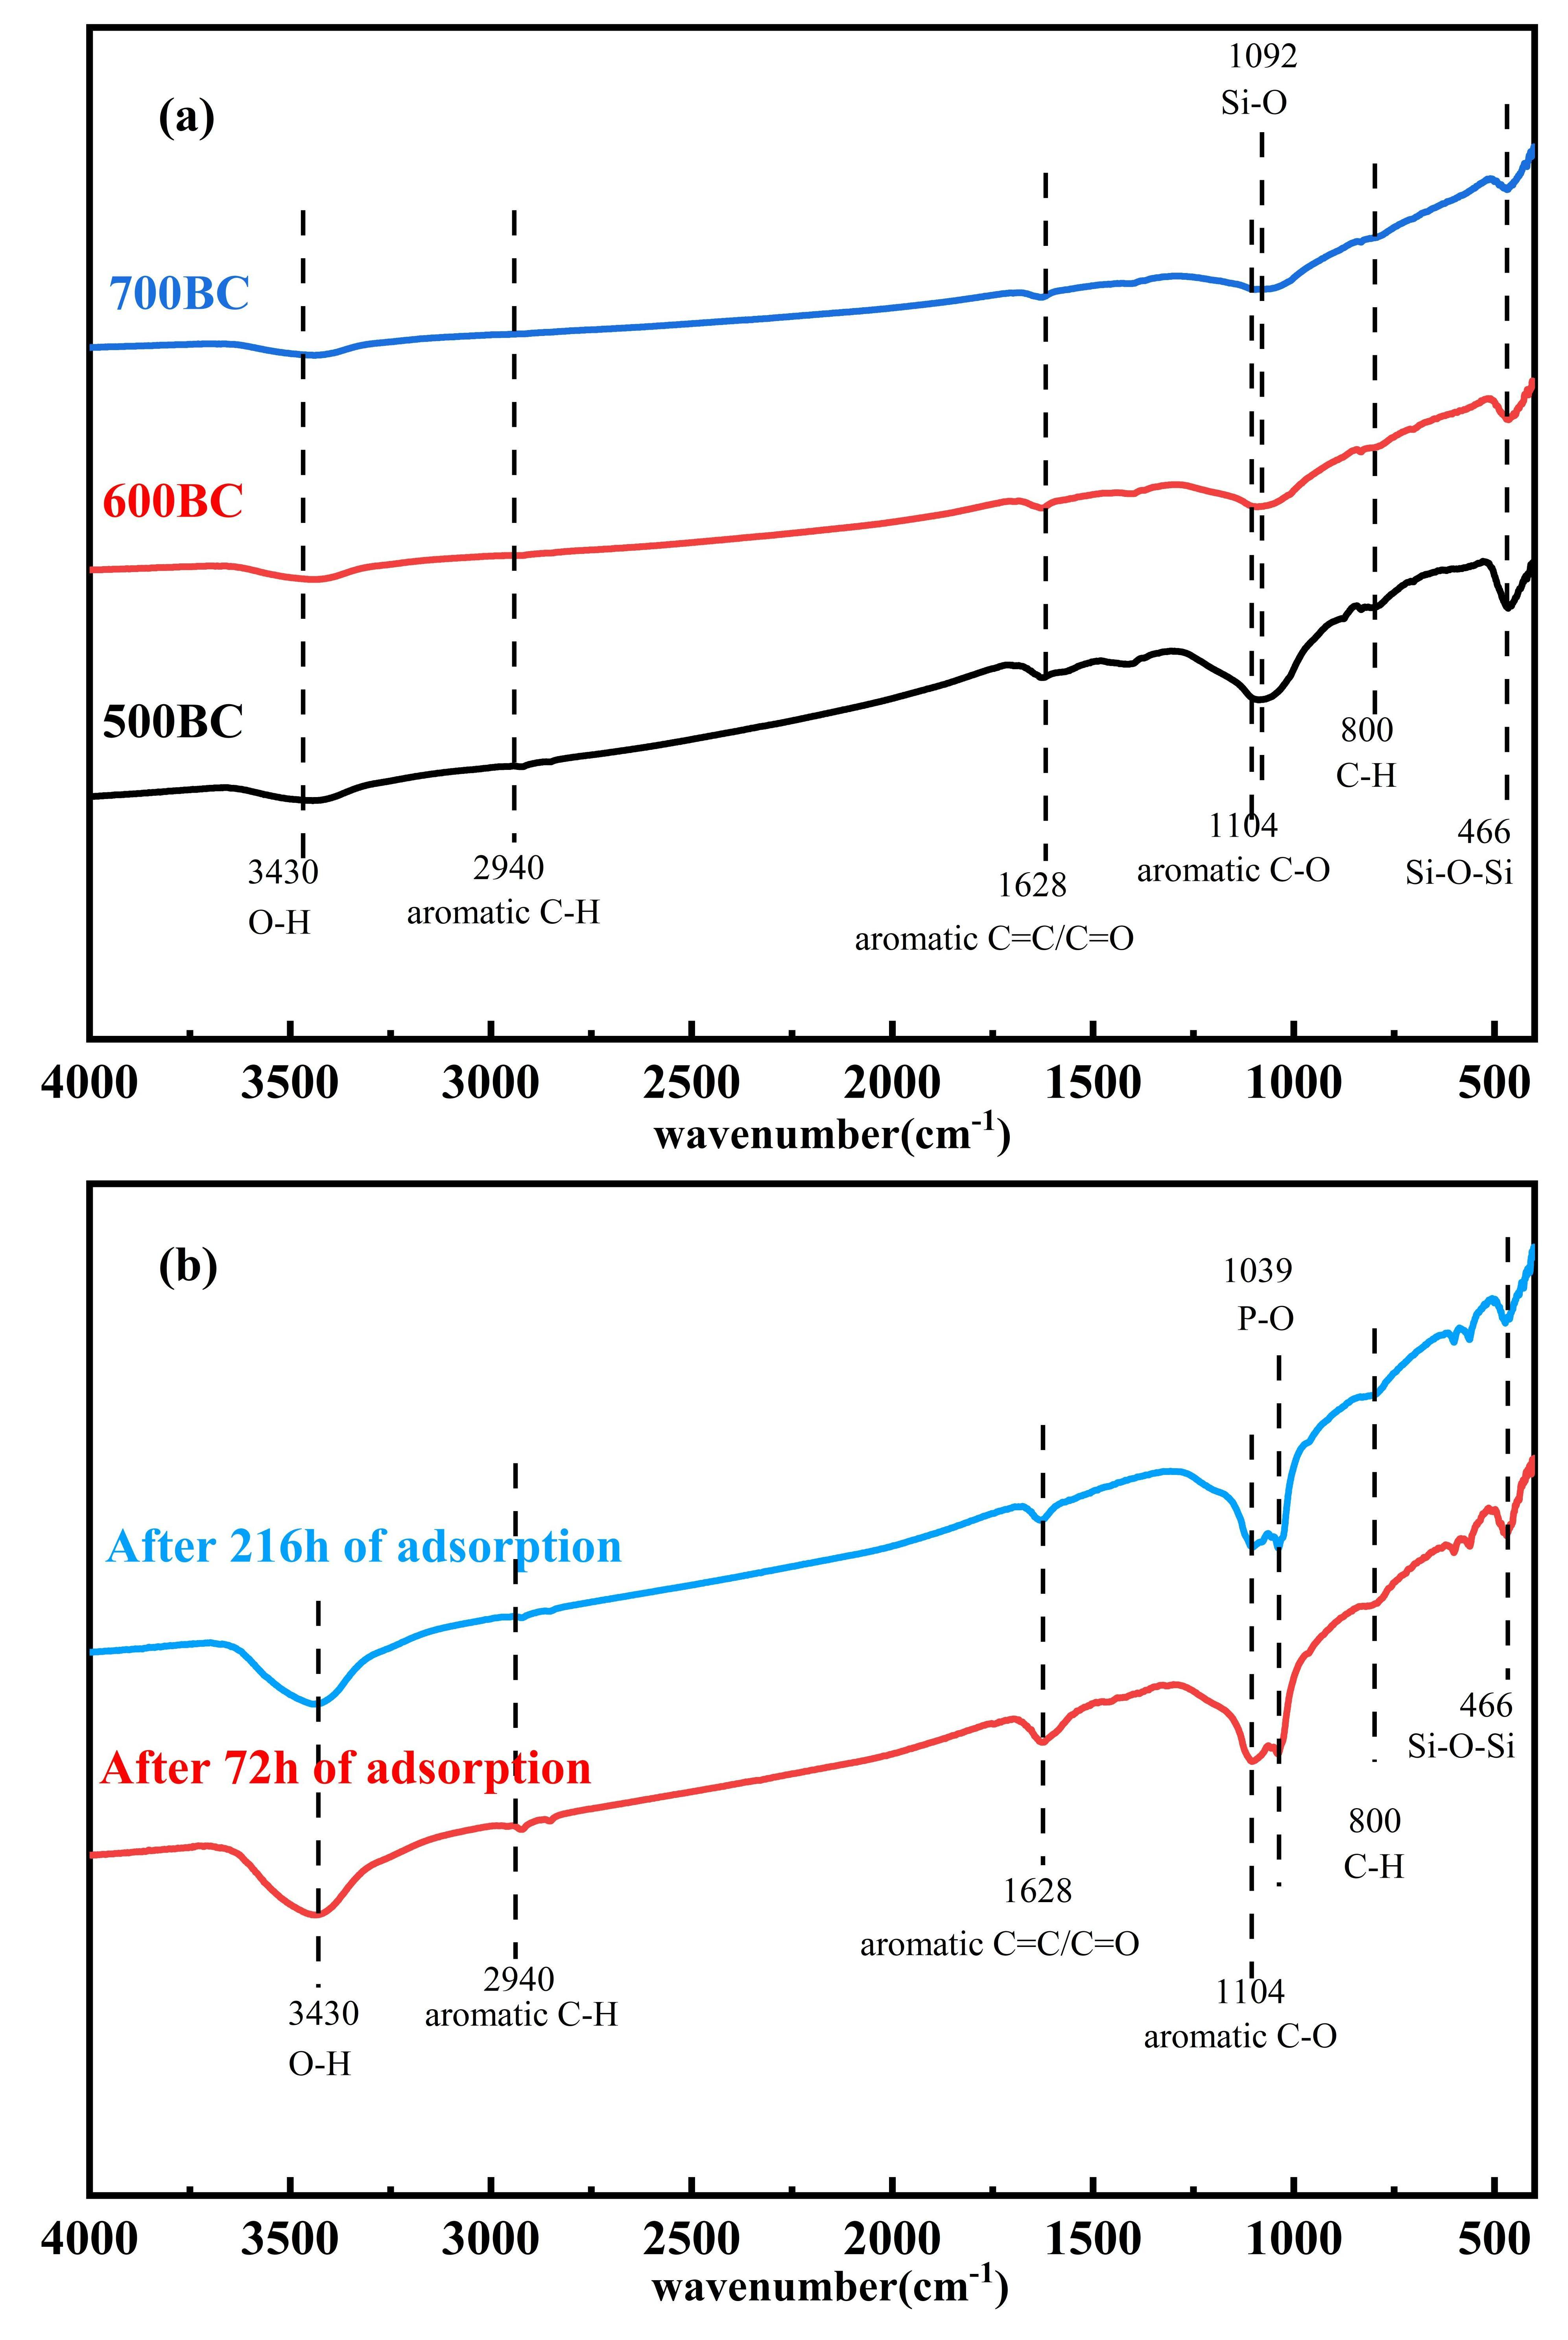 1092
Si-O
(a)
700BC
600BC
500BC
800
C-H
1104
466
3430
2940
aromatic C-O
Si-O-Si
1628
O-H
aromatic C-H
aromatic C=C/C=O
4000 3500 3000 2500 2000 1500 1000 500
wavenumber(cm-1)
(b)
1039
P-O
After 216h of adsorption
466
Si-O-Si
After 72h of adsorption
800
C-H
1628
aromatic C=C/C=O
2940
1104
3430
aromatic C-H
aromatic C-O
O-H
4000 3500 3000 2500 2000 1500 1000 500
wavenumber(cm-1)